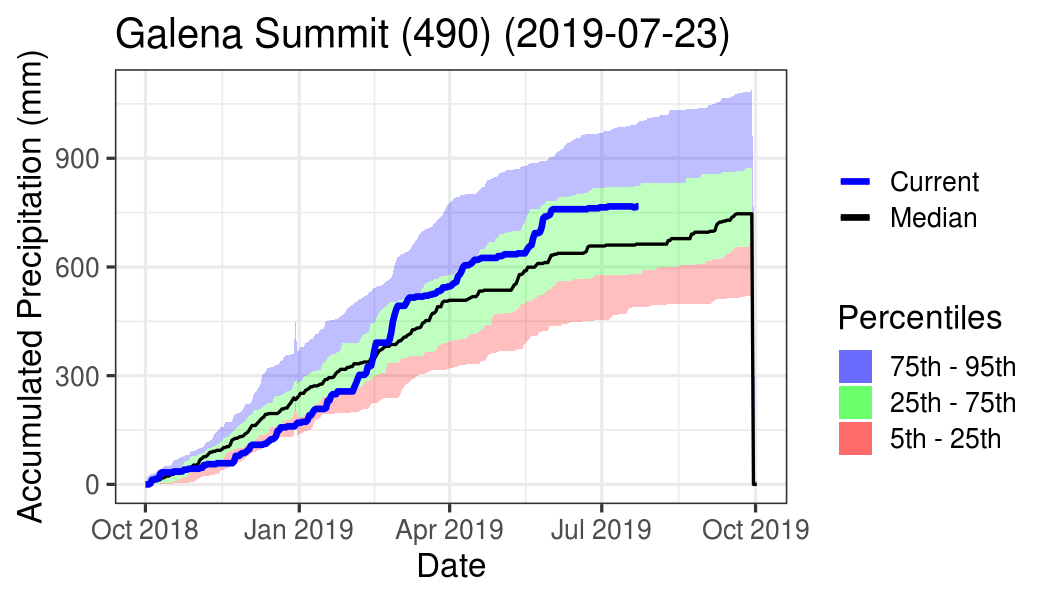 Galena Summit (490) (2019-07-23)
Accumulated Precipitation (mm)
900
600
300
0
Oct 2018
Jan 2019
Apr 2019
Jul 2019
Oct 2019
Date
Current
Median
Percentiles
75th - 95th
25th - 75th
5th - 25th